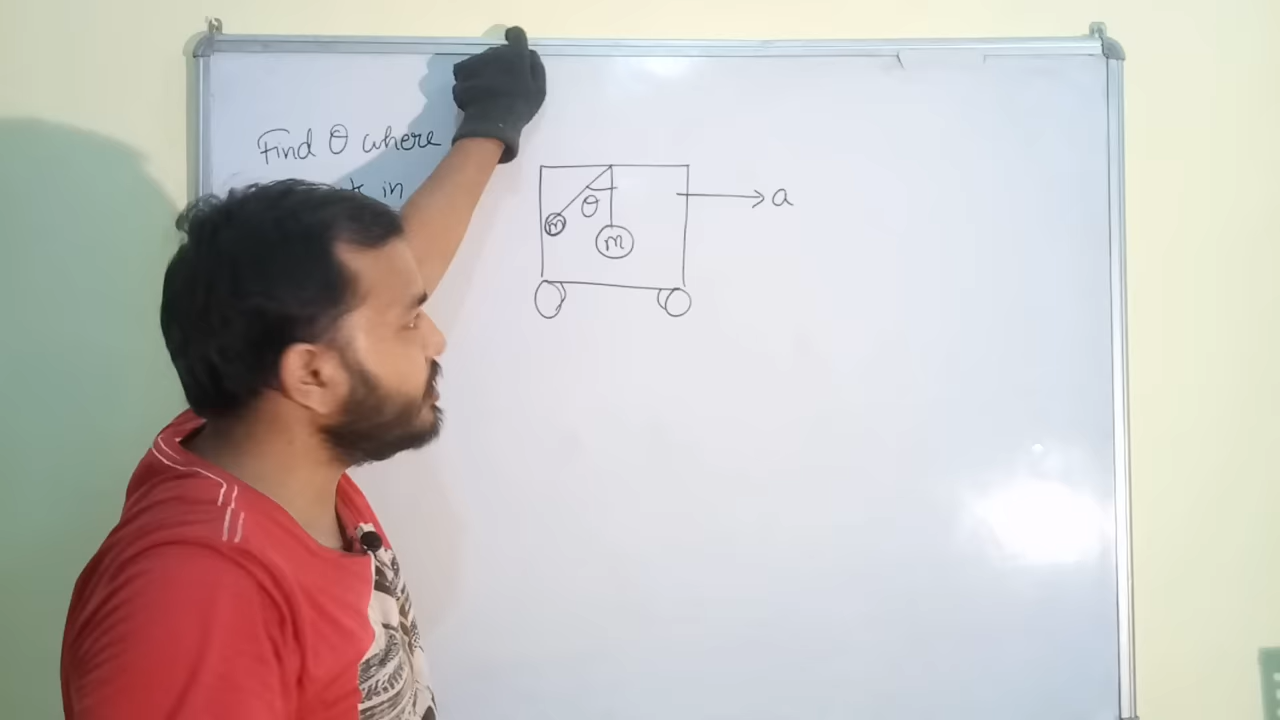 Find θ where
in
θ
m
m
a